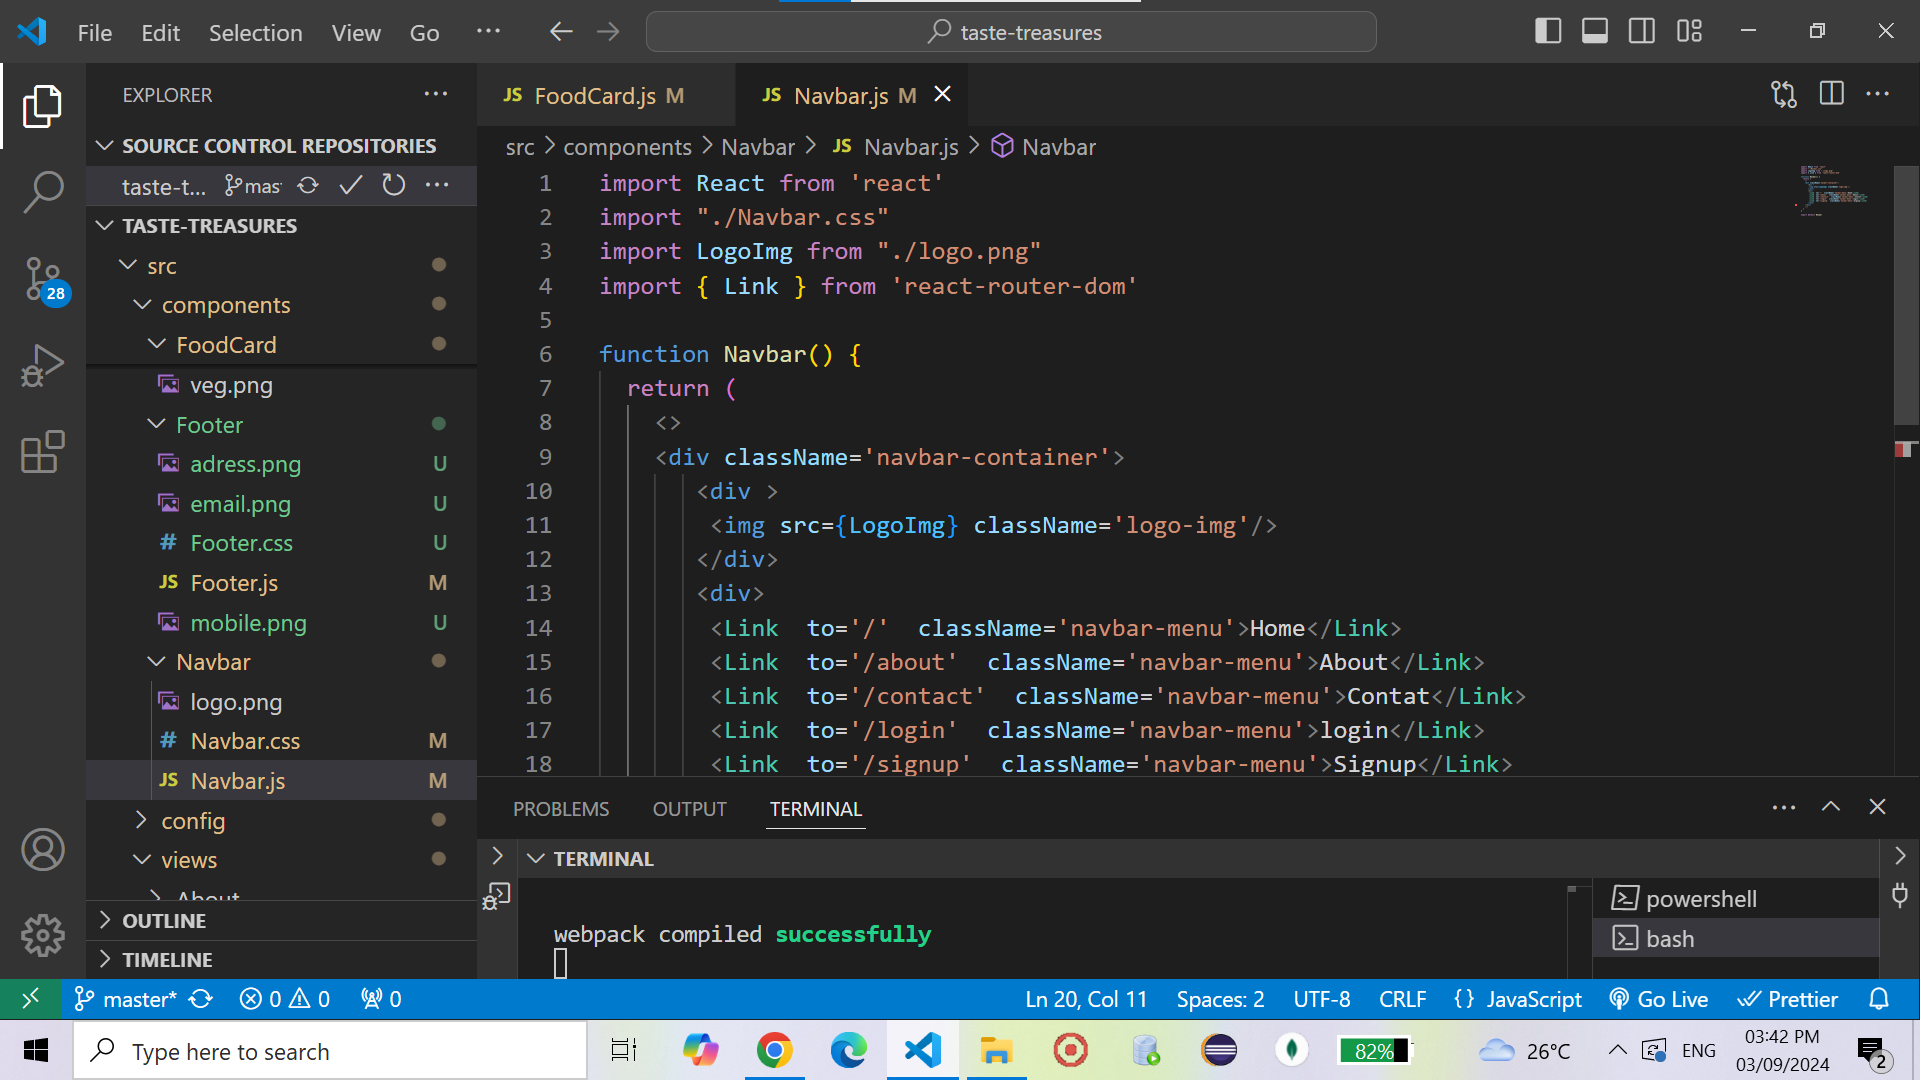 File Edit Selection View Go ··· taste-treasures
EXPLORER ···
SOURCE CONTROL REPOSITORIES
taste-t... mas ···
TASTE-TREASURES
src
components
FoodCard
veg.png
Footer
adress.png U
email.png U
# Footer.css U
JS Footer.js M
mobile.png U
Navbar
logo.png
# Navbar.css M
JS Navbar.js M
config
views
About
OUTLINE
TIMELINE
28
JS FoodCard.js M JS Navbar.js M
src > components > Navbar > JS Navbar.js > Navbar
1 import React from 'react'
2 import "./Navbar.css"
3 import LogoImg from "./logo.png"
4 import { Link } from 'react-router-dom'
5
6 function Navbar() {
7 return (
8 <>
9 <div className='navbar-container'>
10 <div >
11 <img src={LogoImg} className='logo-img'/>
12 </div>
13 <div>
14 <Link to='/' className='navbar-menu'>Home</Link>
15 <Link to='/about' className='navbar-menu'>About</Link>
16 <Link to='/contact' className='navbar-menu'>Contat</Link>
17 <Link to='/login' className='navbar-menu'>login</Link>
18 <Link to='/signup' className='navbar-menu'>Signup</Link>
PROBLEMS OUTPUT TERMINAL ···
TERMINAL
webpack compiled successfully
powershell
bash
master* 0 0 0 Ln 20, Col 11 Spaces: 2 UTF-8 CRLF {} JavaScript Go Live Prettier
Type here to search 82% 26°C ENG 03:42 PM
03/09/2024 2